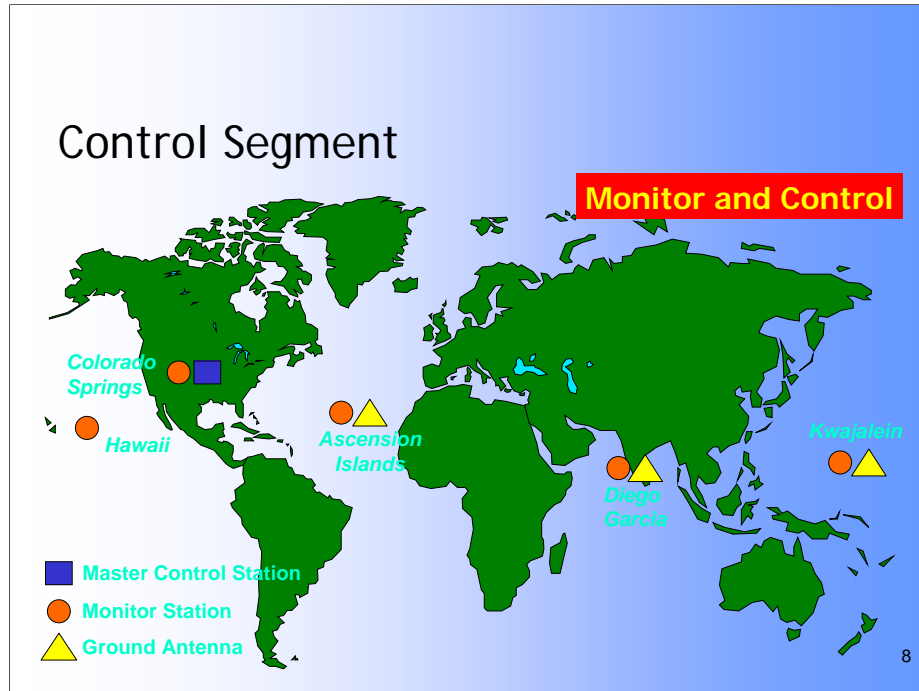 Control Segment
Monitor and Control
Colorado
Springs
Hawaii
Ascension
Islands
Diego
Garcia
Kwajalein
Master Control Station
Monitor Station
Ground Antenna
8